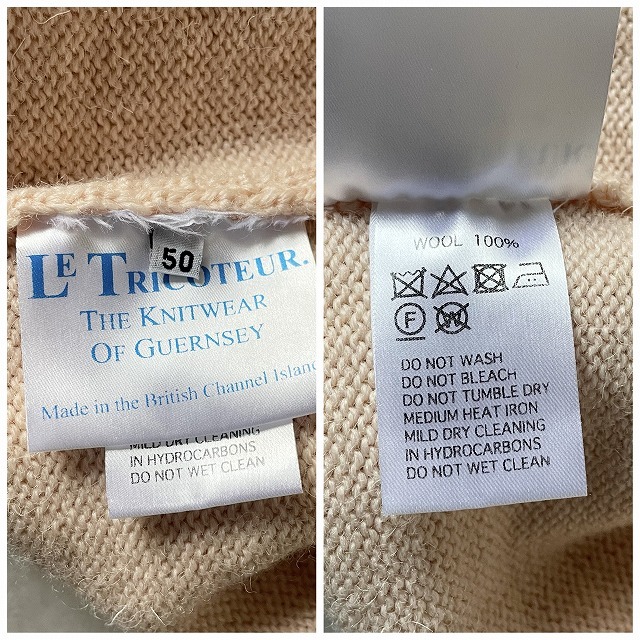 50
LE TRICOTEUR.
THE KNITWEAR
OF GUERNSEY
Made in the British Channel
MILD DRY CLEANING
IN HYDROCARBONS
DO NOT WET CLEAN
WOOL 100%
F W
DO NOT WASH
DO NOT BLEACH
DO NOT TUMBLE DRY
MEDIUM HEAT IRON
MILD DRY CLEANING
IN HYDROCARBONS
DO NOT WET CLEAN